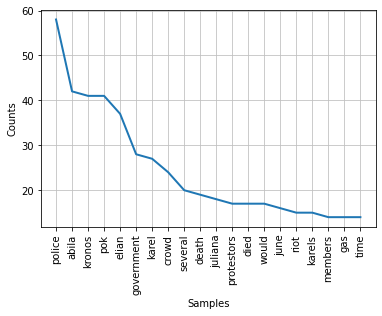 60
50
40
30
20
Counts
police
abila
kronos
pok
elian
government
karel
crowd
several
death
juliana
protestors
died
would
june
riot
karels
members
gas
time
Samples